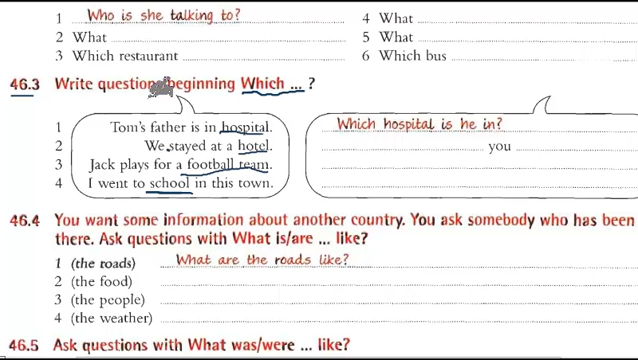 1 Who is she talking to? 4 What
2 What 5 What
3 Which restaurant 6 Which bus
46.3 Write questions beginning Which ... ?
1 Tom's father is in hospital. Which hospital is he in?
2 We stayed at a hotel. you
3 Jack plays for a football team.
4 I went to school in this town.
46.4 You want some information about another country. You ask somebody who has been
there. Ask questions with What is/are ... like?
1 (the roads) What are the roads like?
2 (the food)
3 (the people)
4 (the weather)
46.5 Ask questions with What was/were ... like?